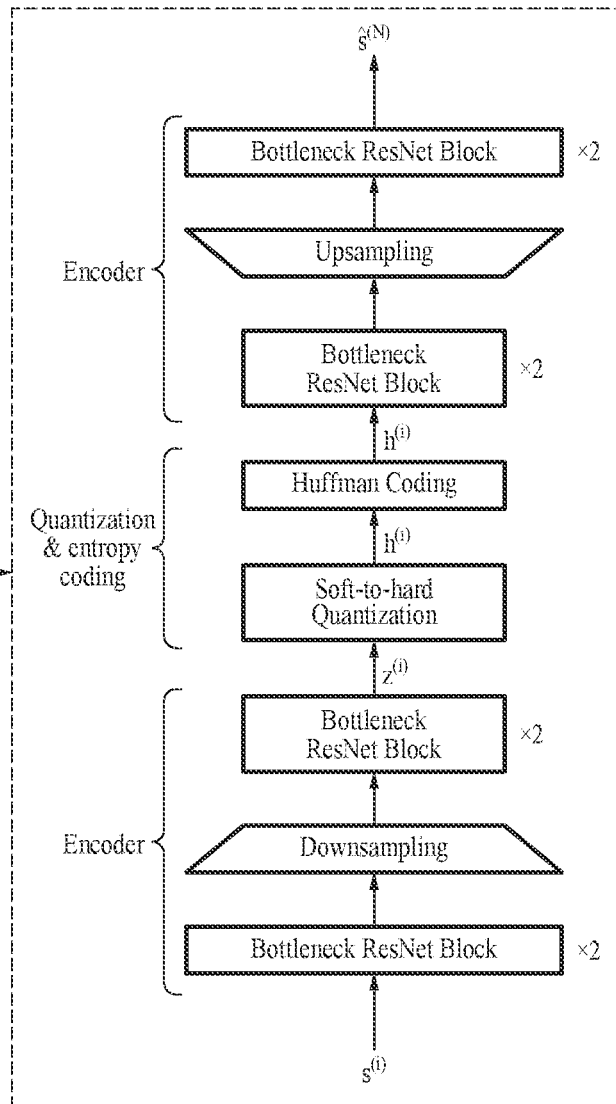 ŝ⁽ᴺ⁾
Bottleneck ResNet Block ×2
Upsampling
Encoder
Bottleneck
ResNet Block ×2
h⁽ⁱ⁾
Huffman Coding
Quantization
& entropy
coding
h⁽ⁱ⁾
Soft-to-hard
Quantization
z⁽ⁱ⁾
Bottleneck
ResNet Block ×2
Encoder
Downsampling
Bottleneck ResNet Block ×2
s⁽ⁱ⁾